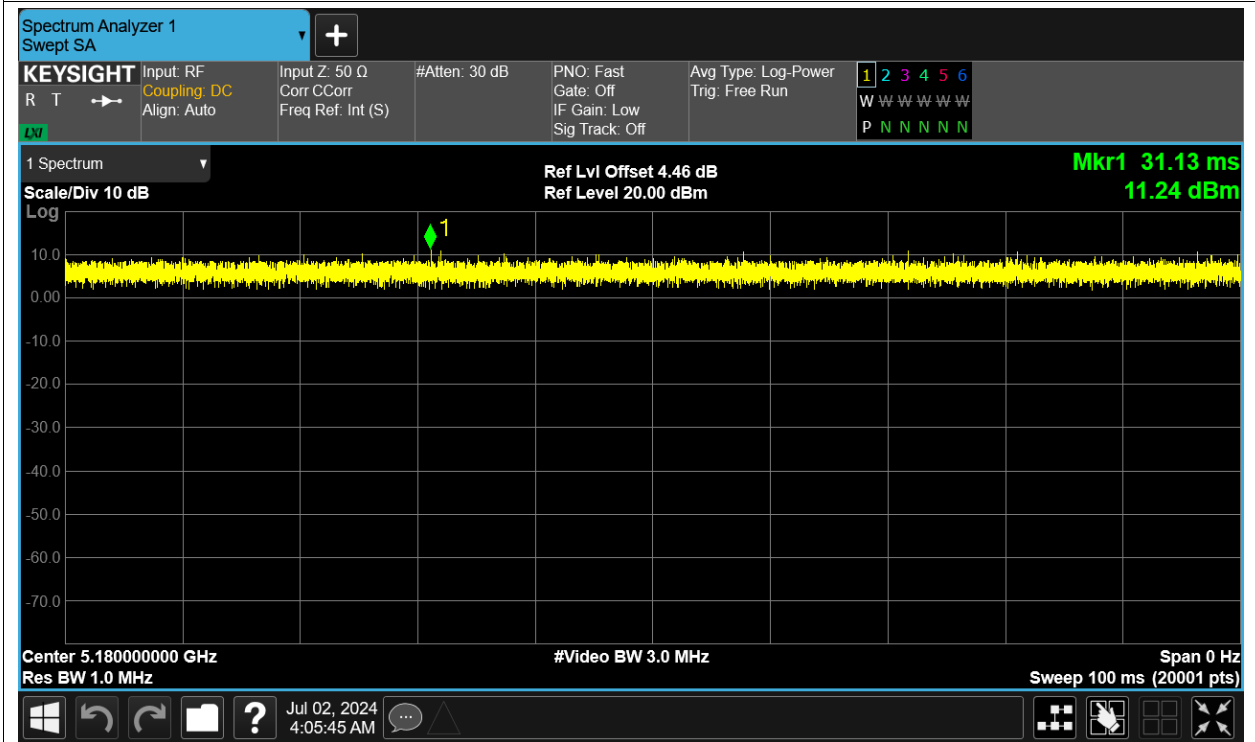 Spectrum Analyzer 1
Swept SA
KEYSIGHT
R T
LXI
Input: RF
Coupling: DC
Align: Auto
Input Z: 50 Ω
Corr CCorr
Freq Ref: Int (S)
#Atten: 30 dB
PNO: Fast
Gate: Off
IF Gain: Low
Sig Track: Off
Avg Type: Log-Power
Trig: Free Run
1 2 3 4 5 6
W W W W W W
P N N N N N
1 Spectrum
Scale/Div 10 dB
Log
Ref Lvl Offset 4.46 dB
Ref Level 20.00 dBm
Mkr1 31.13 ms
11.24 dBm
1
10.0
0.00
-10.0
-20.0
-30.0
-40.0
-50.0
-60.0
-70.0
Center 5.180000000 GHz
Res BW 1.0 MHz
#Video BW 3.0 MHz
Span 0 Hz
Sweep 100 ms (20001 pts)
?
Jul 02, 2024
4:05:45 AM